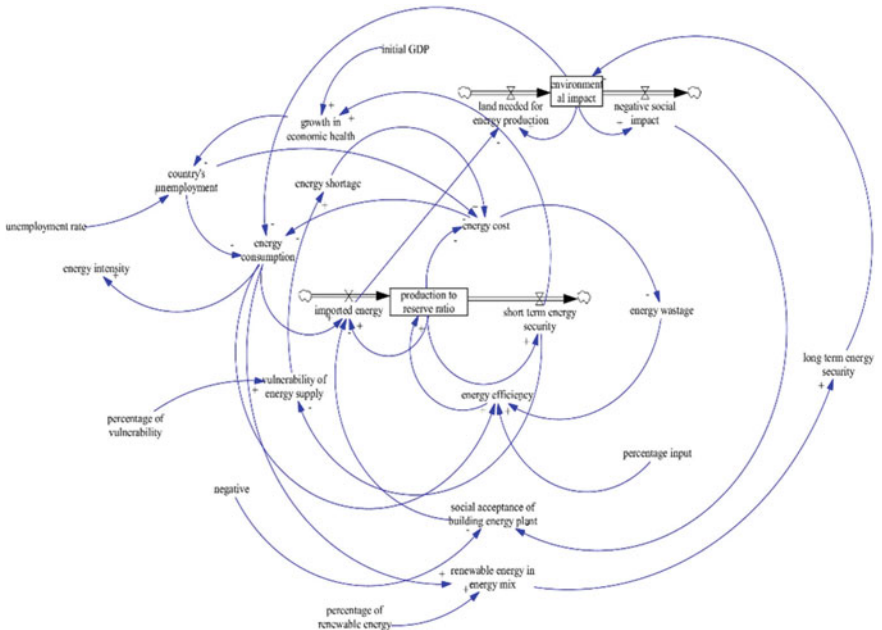 initial GDP
environment
al impact
land needed for
energy production
negative social
impact
growth in
economic health
country's
unemployment
energy shortage
unemployment rate
energy cost
energy
consumption
energy intensity
production to
reserve ratio
imported energy
short term energy
security
energy wastage
long term energy
security
vulnerability of
energy supply
energy efficiency
percentage of
vulnerability
percentage input
negative
social acceptance of
building energy plant
renewable energy in
energy mix
percentage of
renewable energy